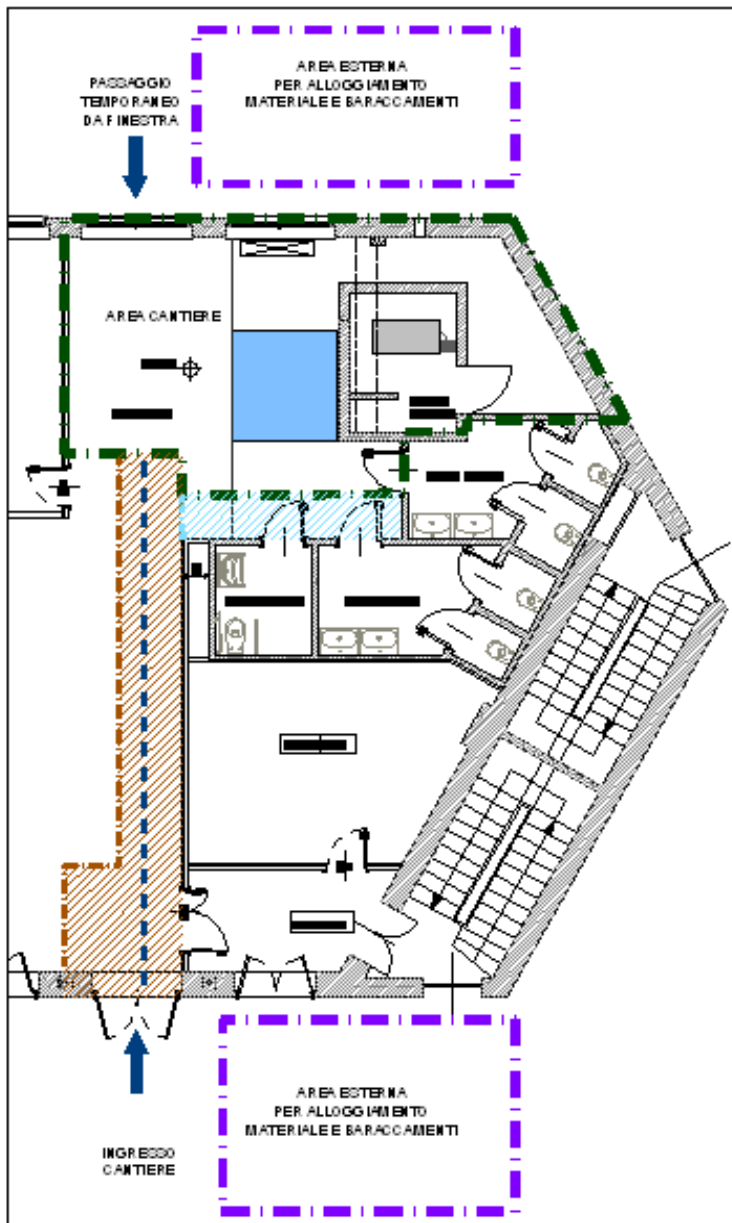 AREA ESTERNA
PER ALLOGGIAMENTO
MATERIALE E BARACCAMENTI
PASSAGGIO
TEMPORANEO
DA FINESTRA
AREA CANTIERE
AREA ESTERNA
PER ALLOGGIAMENTO
MATERIALE E BARACCAMENTI
INGRESSO
CANTIERE